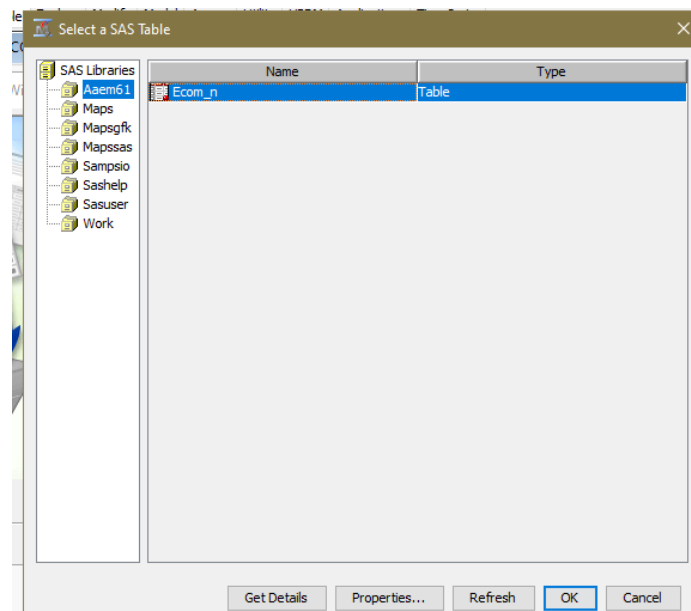 Select a SAS Table
SAS Libraries
Aaem61
Maps
Mapsgfk
Mapssas
Sampsio
Sashelp
Sasuser
Work
Name Type
Ecom_n Table
Get Details Properties... Refresh OK Cancel